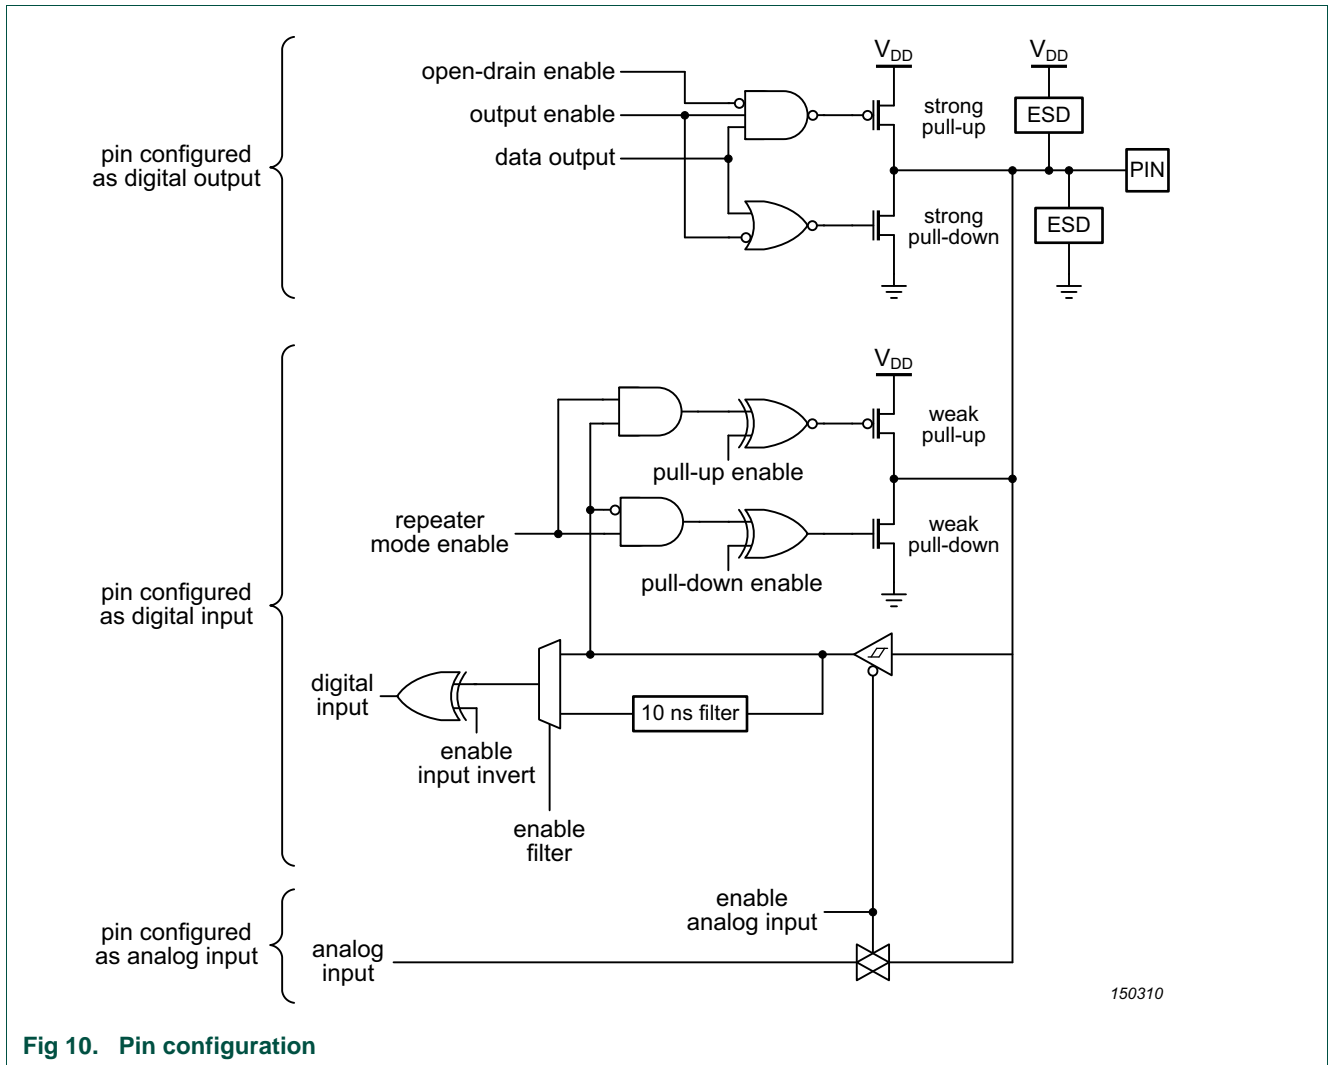 open-drain enable
output enable
data output
pin configured
as digital output
VDD
strong
pull-up
VDD
ESD
PIN
strong
pull-down
ESD
VDD
weak
pull-up
pull-up enable
repeater
mode enable
weak
pull-down
pull-down enable
pin configured
as digital input
digital
input
10 ns filter
enable
input invert
enable
filter
enable
analog input
pin configured
as analog input
analog
input
150310
Fig 10. Pin configuration